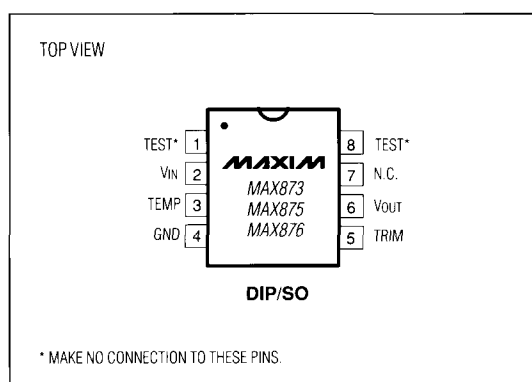 TOP VIEW
TEST* 1
VIN 2
TEMP 3
GND 4
MAXIM
MAX873
MAX875
MAX876
8 TEST*
7 N.C.
6 VOUT
5 TRIM
DIP/SO
* MAKE NO CONNECTION TO THESE PINS.